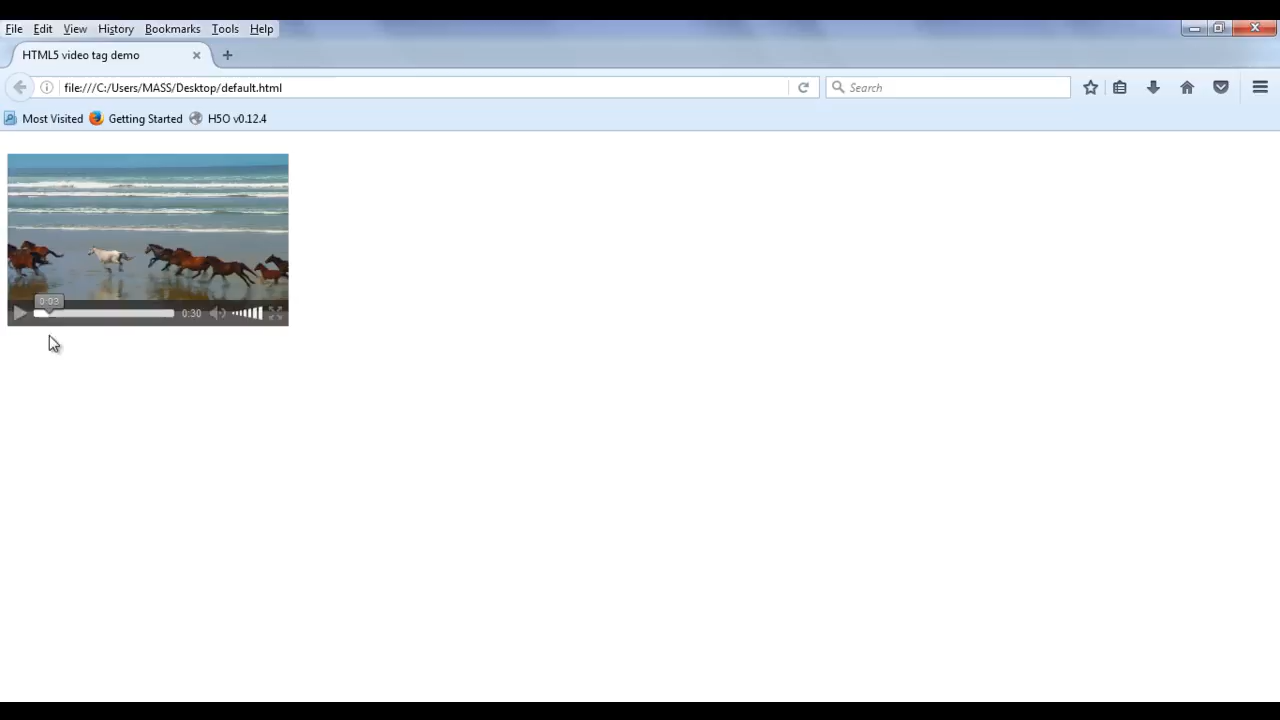 File Edit View History Bookmarks Tools Help
HTML5 video tag demo
file:///C:/Users/MASS/Desktop/default.html Search
Most Visited Getting Started H5O v0.12.4
0:03
0:30